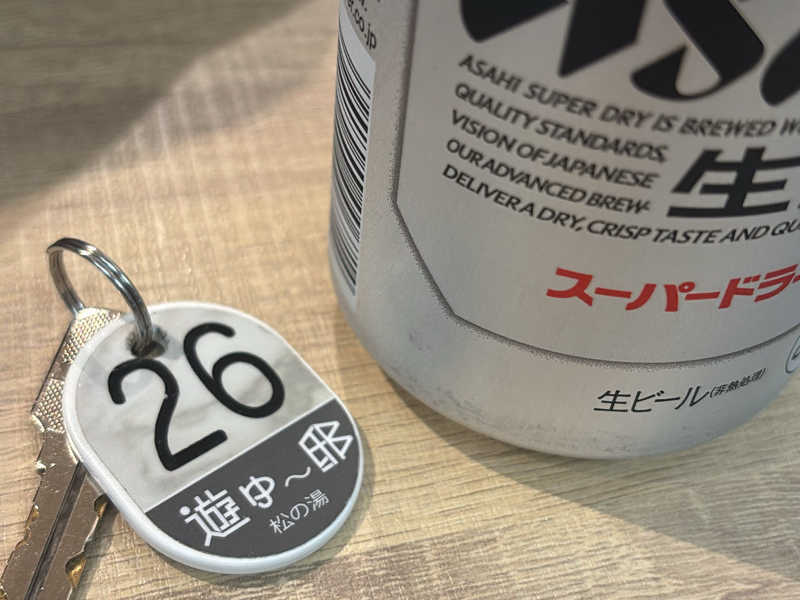 .co.jp
ASAHI SUPER DRY IS BREWED
QUALITY STANDARDS,
VISION OF JAPANESE
OUR ADVANCED BREW-
DELIVER A DRY, CRISP TASTE AND
生
スーパードラ
生ビール(非熱処理)
26
遊ゆ〜
松の湯